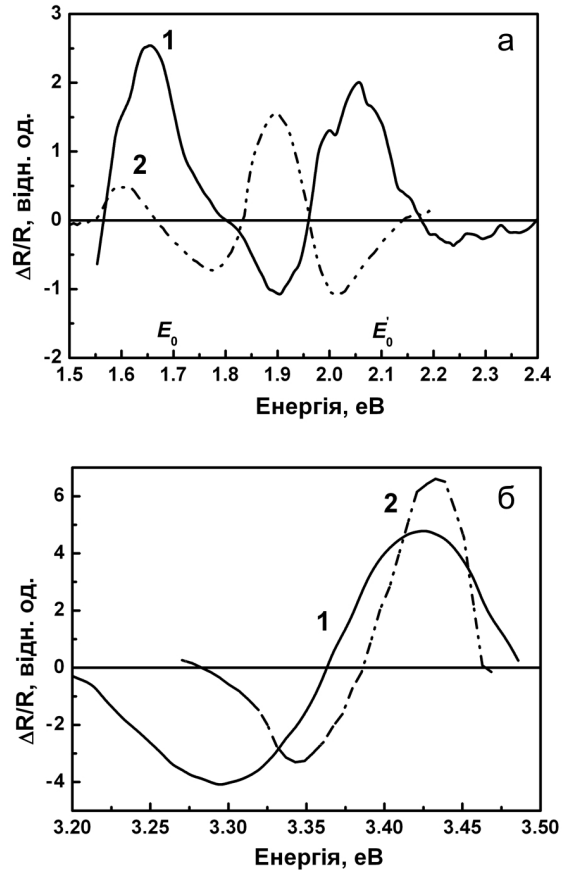 3
2
1
0
-1
-2
ΔR/R, відн. од.
1
2
а
E₀
E₀'
1.5 1.6 1.7 1.8 1.9 2.0 2.1 2.2 2.3 2.4
Енергія, еВ
6
4
2
0
-2
-4
ΔR/R, відн. од.
1
2
б
3.20 3.25 3.30 3.35 3.40 3.45 3.50
Енергія, еВ